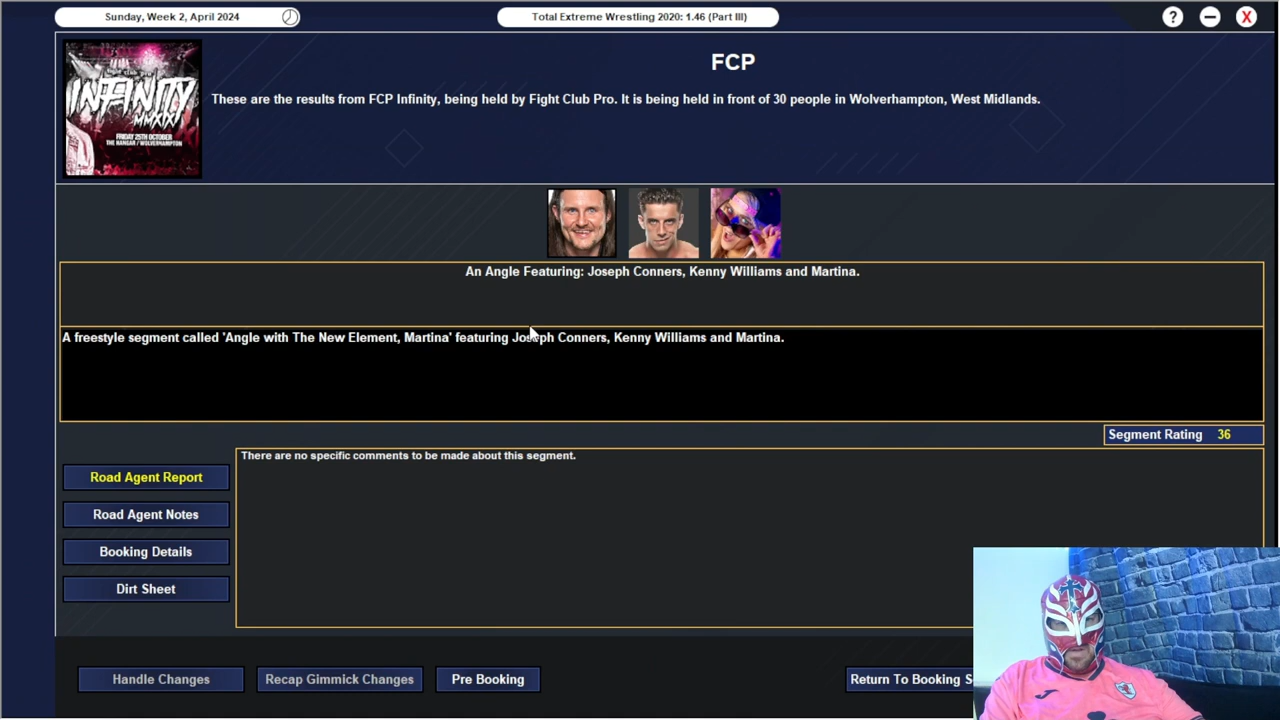 Sunday, Week 2, April 2024
Total Extreme Wrestling 2020: 1.46 (Part III)
?
X
FCP
These are the results from FCP Infinity, being held by Fight Club Pro. It is being held in front of 30 people in Wolverhampton, West Midlands.
INFINITY
MMXIX
FRIDAY 25TH OCTOBER
THE HANGAR / WOLVERHAMPTON
An Angle Featuring: Joseph Conners, Kenny Williams and Martina.
A freestyle segment called 'Angle with The New Element, Martina' featuring Joseph Conners, Kenny Williams and Martina.
Segment Rating 36
Road Agent Report
There are no specific comments to be made about this segment.
Road Agent Notes
Booking Details
Dirt Sheet
Handle Changes
Recap Gimmick Changes
Pre Booking
Return To Booking S